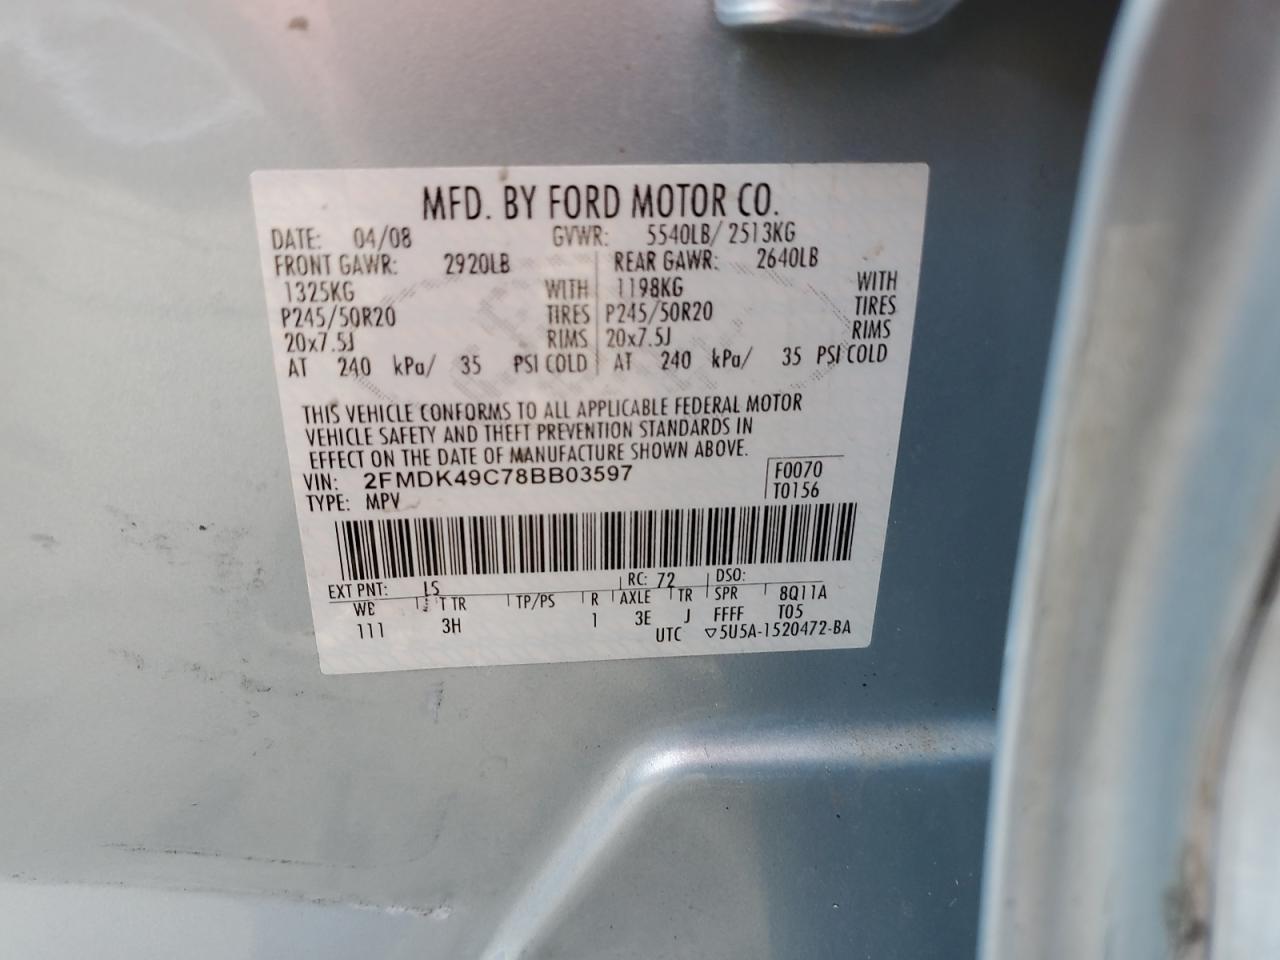 MFD. BY FORD MOTOR CO.
DATE: 04/08 GVWR: 5540LB/ 2513KG
FRONT GAWR: 2920LB REAR GAWR: 2640LB
1325KG WITH 1198KG WITH
P245/50R20 TIRES P245/50R20 TIRES
20x7.5J RIMS 20x7.5J RIMS
AT 240 kPa/ 35 PSI COLD AT 240 kPa/ 35 PSI COLD
THIS VEHICLE CONFORMS TO ALL APPLICABLE FEDERAL MOTOR
VEHICLE SAFETY AND THEFT PREVENTION STANDARDS IN
EFFECT ON THE DATE OF MANUFACTURE SHOWN ABOVE.
VIN: 2FMDK49C78BB03597 F0070
TYPE: MPV T0156
EXT PNT: LS RC: 72 DSO:
WB TR TP/PS R AXLE TR SPR 8Q11A
111 3H 1 3E J FFFF T05
UTC ▽5U5A-1520472-BA